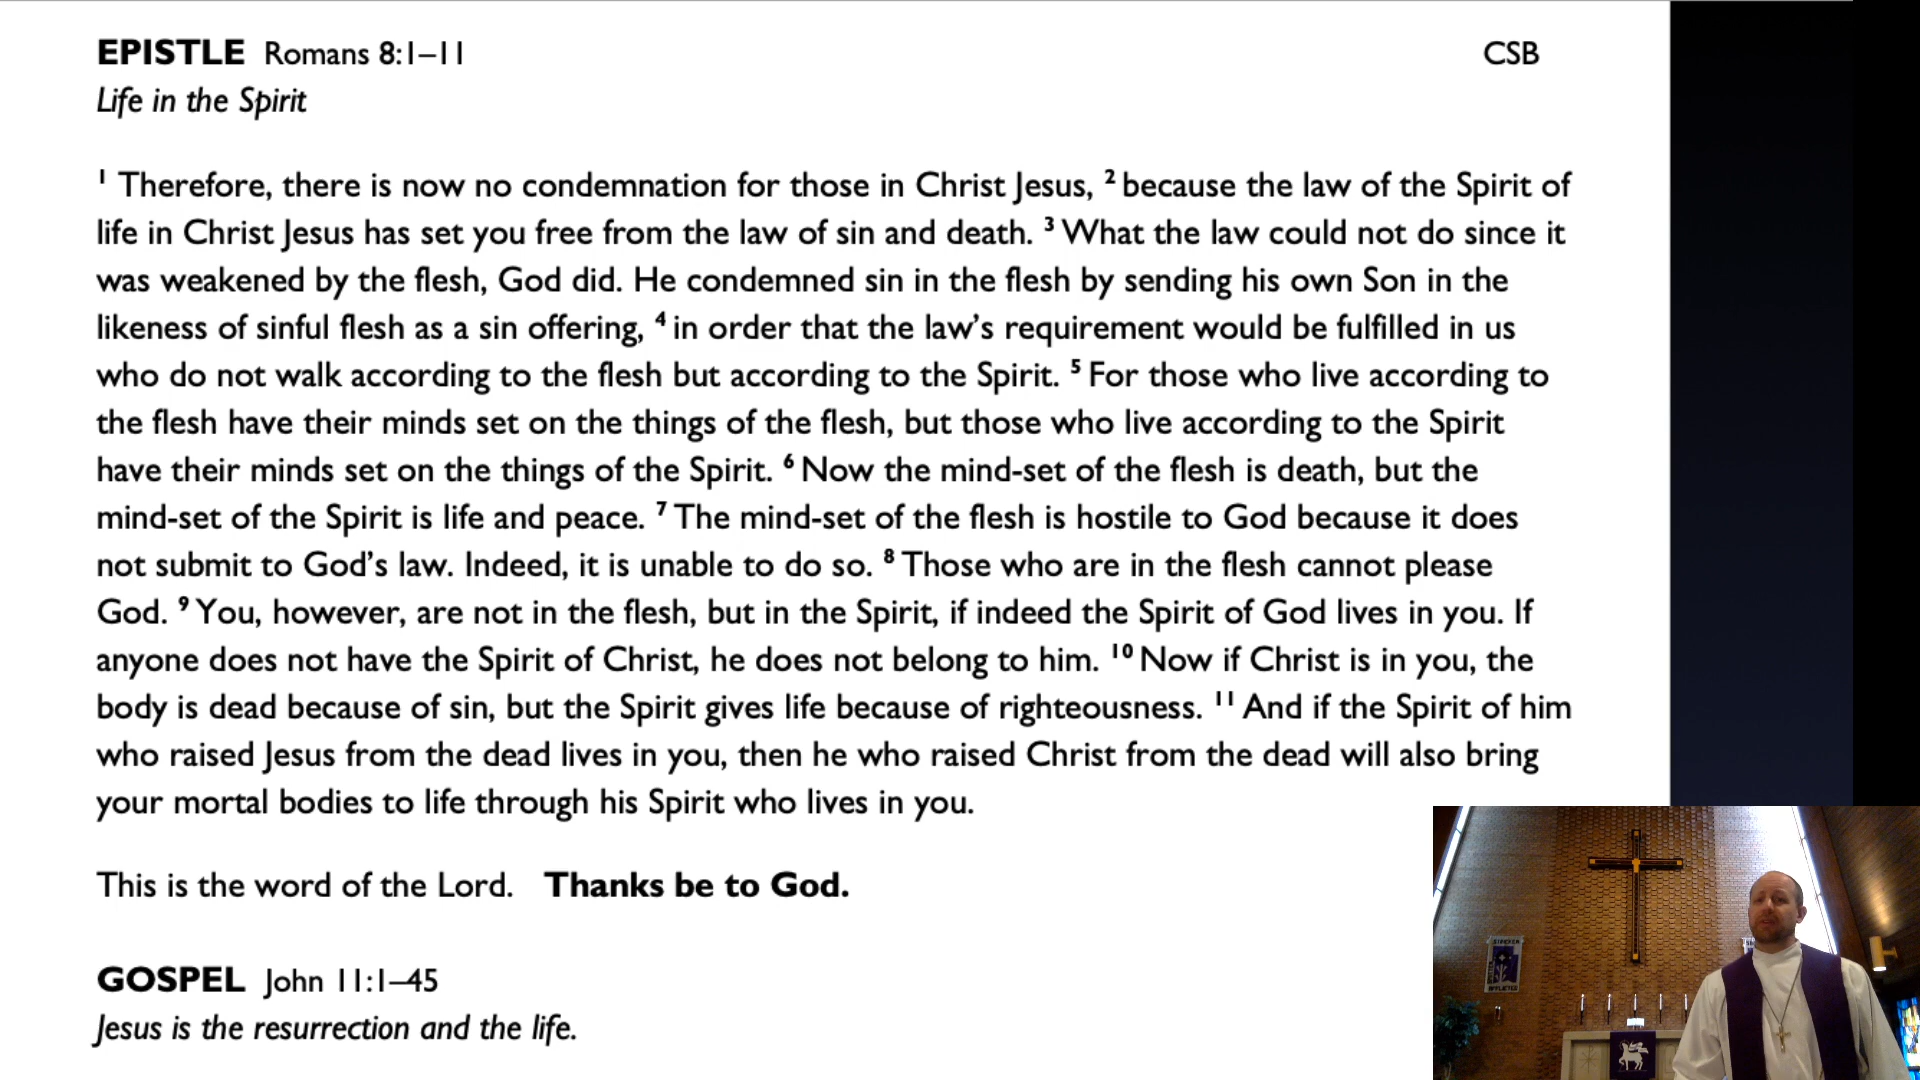 EPISTLE Romans 8:1–11 CSB
Life in the Spirit
1 Therefore, there is now no condemnation for those in Christ Jesus, 2 because the law of the Spirit of
life in Christ Jesus has set you free from the law of sin and death. 3 What the law could not do since it
was weakened by the flesh, God did. He condemned sin in the flesh by sending his own Son in the
likeness of sinful flesh as a sin offering, 4 in order that the law’s requirement would be fulfilled in us
who do not walk according to the flesh but according to the Spirit. 5 For those who live according to
the flesh have their minds set on the things of the flesh, but those who live according to the Spirit
have their minds set on the things of the Spirit. 6 Now the mind-set of the flesh is death, but the
mind-set of the Spirit is life and peace. 7 The mind-set of the flesh is hostile to God because it does
not submit to God’s law. Indeed, it is unable to do so. 8 Those who are in the flesh cannot please
God. 9 You, however, are not in the flesh, but in the Spirit, if indeed the Spirit of God lives in you. If
anyone does not have the Spirit of Christ, he does not belong to him. 10 Now if Christ is in you, the
body is dead because of sin, but the Spirit gives life because of righteousness. 11 And if the Spirit of him
who raised Jesus from the dead lives in you, then he who raised Christ from the dead will also bring
your mortal bodies to life through his Spirit who lives in you.
This is the word of the Lord. Thanks be to God.
GOSPEL John 11:1–45
Jesus is the resurrection and the life.